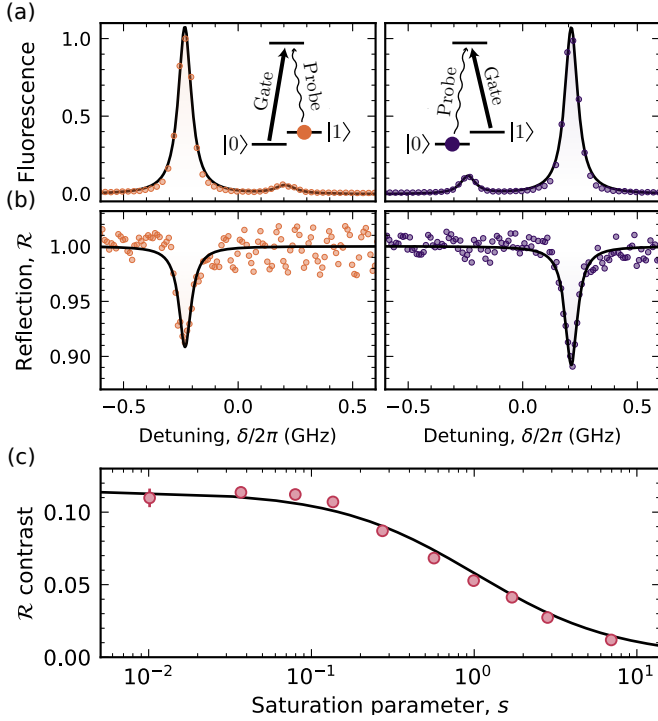 (a)
Fluorescence
1.0
0.5
0.0
Gate
Probe
|0⟩
|1⟩
Probe
Gate
|0⟩
|1⟩
(b)
Reflection, ℛ
1.00
0.95
0.90
−0.5
0.0
0.5
−0.5
0.0
0.5
Detuning, δ/2π (GHz)
Detuning, δ/2π (GHz)
(c)
ℛ contrast
0.10
0.05
0.00
10⁻²
10⁻¹
10⁰
10¹
Saturation parameter, s